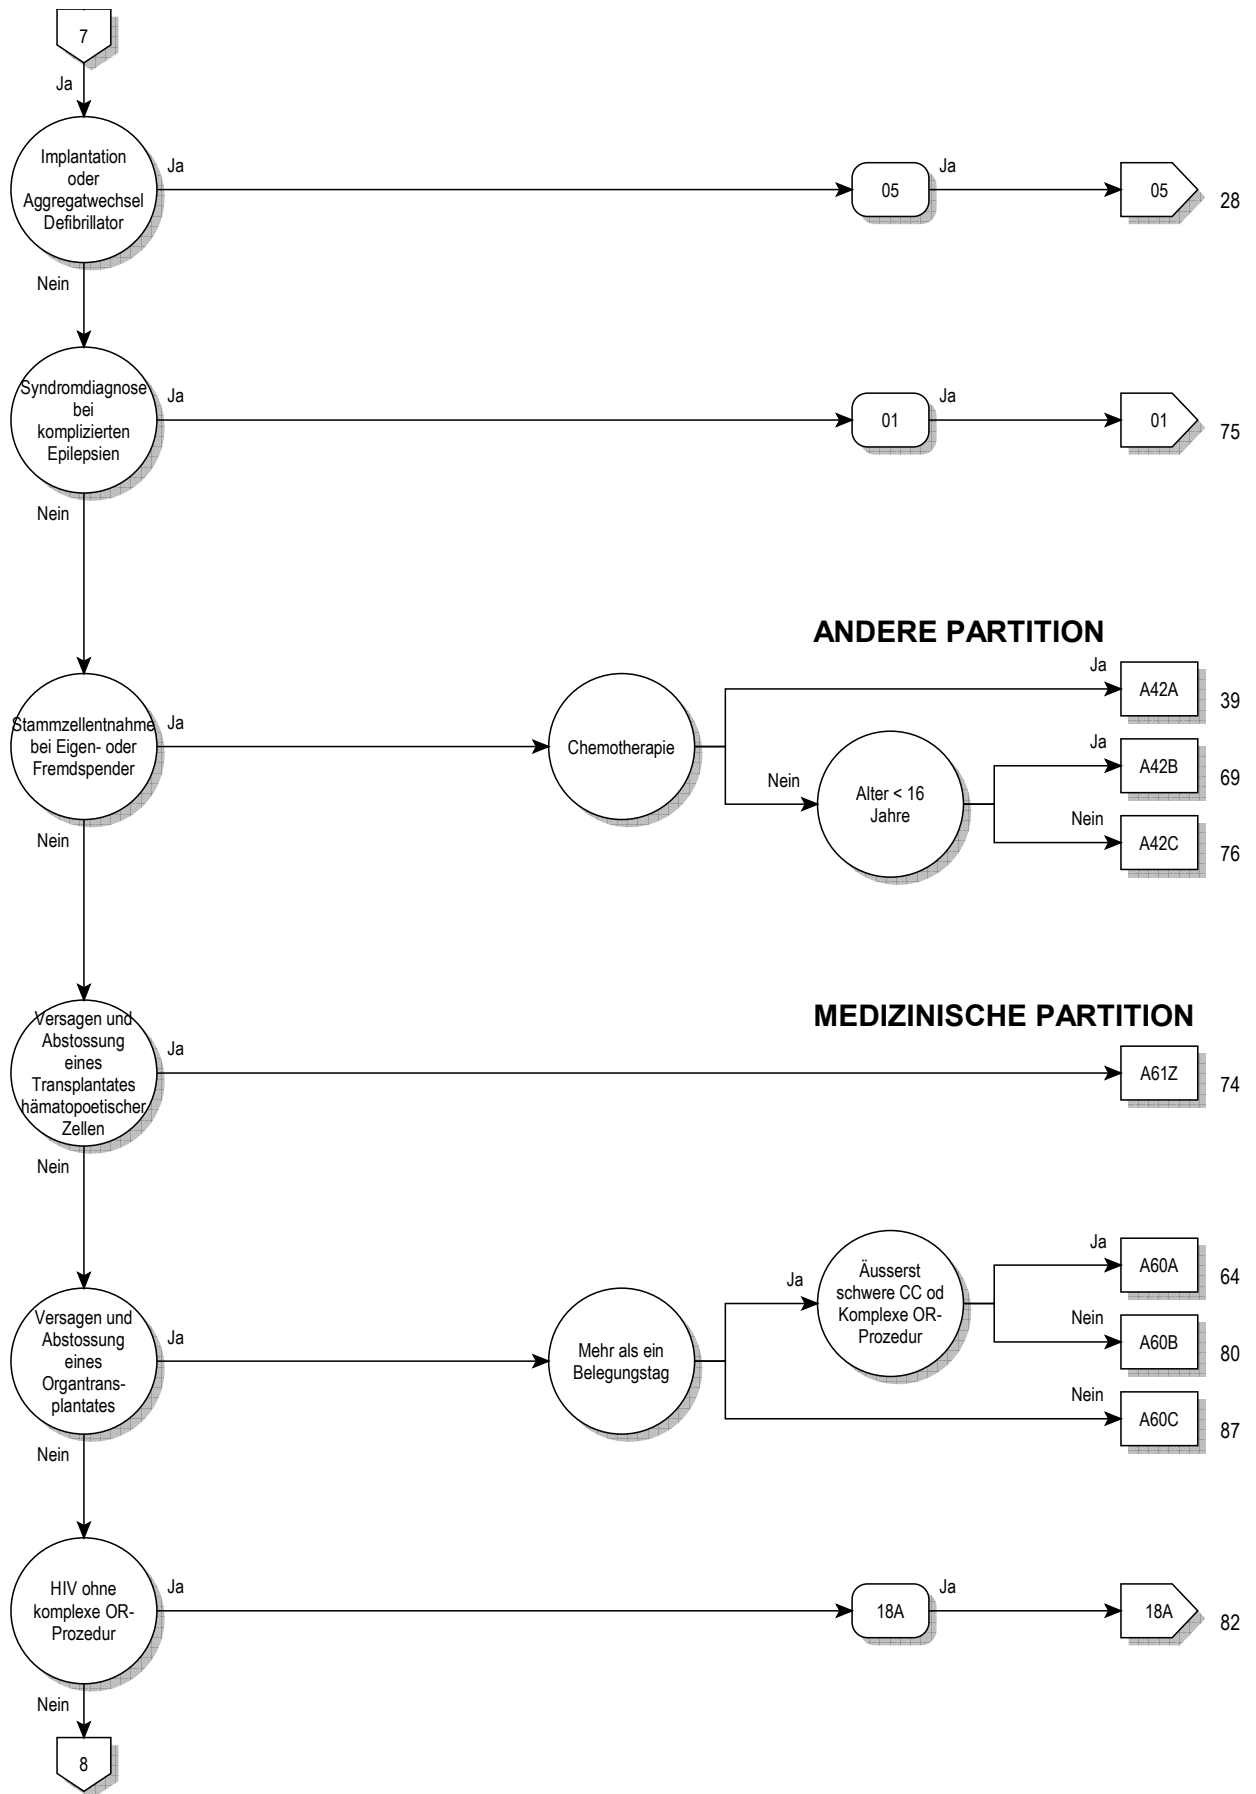 7
Ja
Implantation
oder
Aggregatwechsel
Defibrillator
Ja
05
Ja
05
28
Nein
Syndromdiagnose
bei
komplizierten
Epilepsien
Ja
01
Ja
01
75
Nein
ANDERE PARTITION
Stammzellentnahme
bei Eigen- oder
Fremdspender
Ja
Chemotherapie
Ja
A42A
39
Nein
Alter < 16
Jahre
Ja
A42B
69
Nein
A42C
76
Nein
MEDIZINISCHE PARTITION
Versagen und
Abstossung
eines
Transplantates
hämatopoetischer
Zellen
Ja
A61Z
74
Nein
Versagen und
Abstossung
eines
Organtrans-
plantates
Ja
Mehr als ein
Belegungstag
Ja
Äusserst
schwere CC od
Komplexe OR-
Prozedur
Ja
A60A
64
Nein
A60B
80
Nein
A60C
87
Nein
HIV ohne
komplexe OR-
Prozedur
Ja
18A
Ja
18A
82
Nein
8